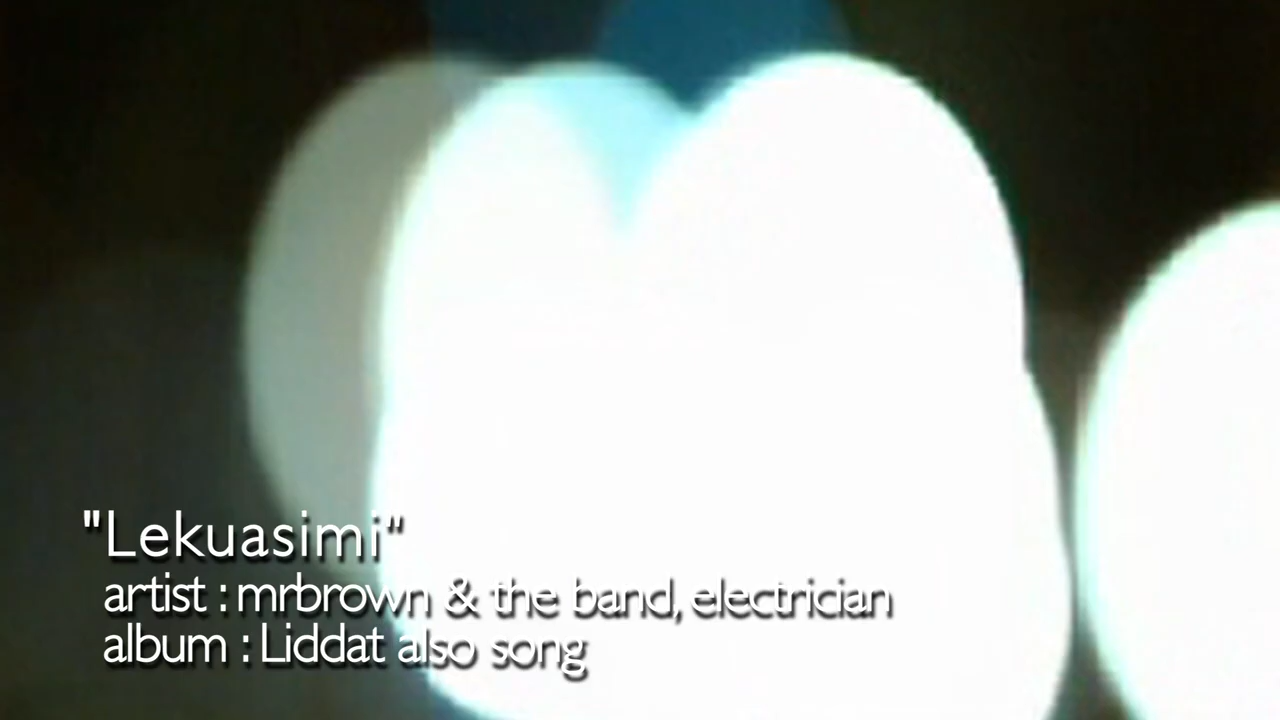 "Lekuasimi"
artist : mrbrown & the band, electrician
album : Liddat also song